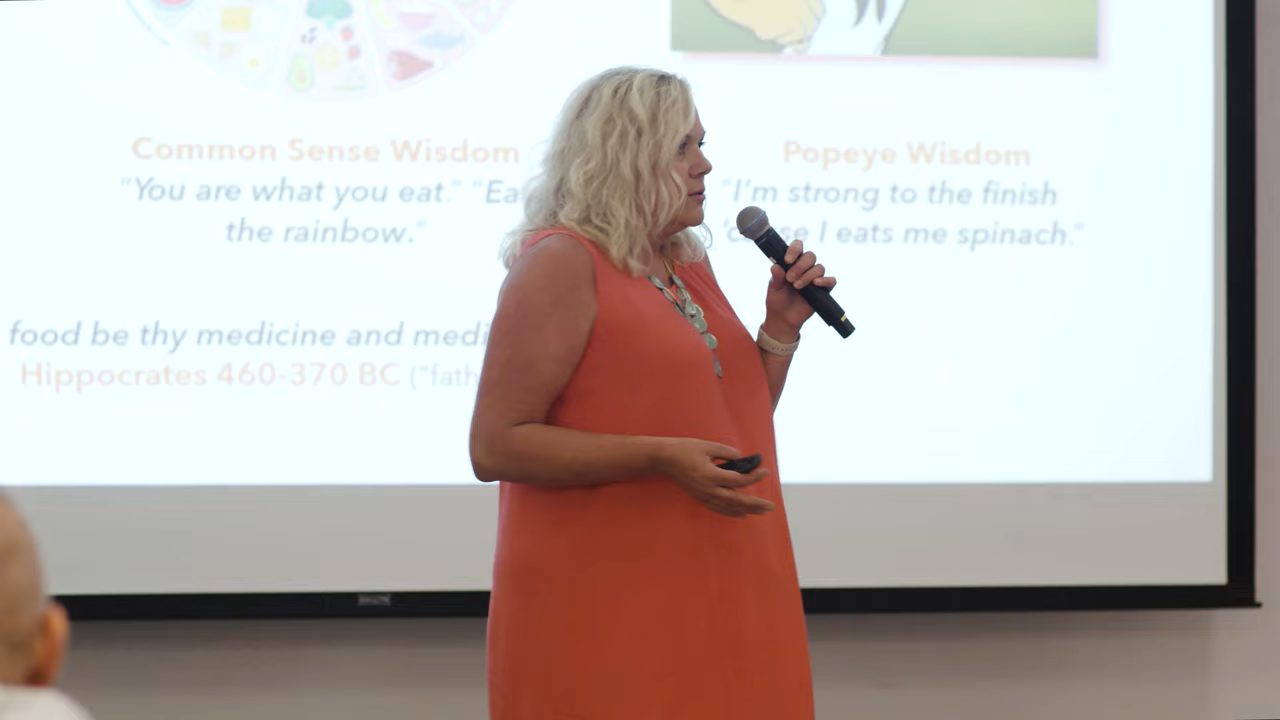 Common Sense Wisdom
"You are what you eat." "Ea
the rainbow."
Popeye Wisdom
"I'm strong to the finish
I eats me spinach."
food be thy medicine and medi
Hippocrates 460-370 BC ("fath